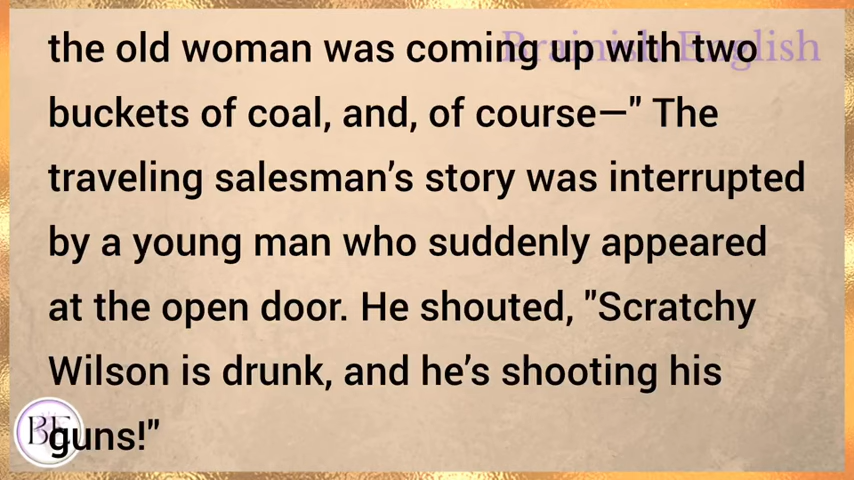 Brainish English
the old woman was coming up with two
buckets of coal, and, of course—" The
traveling salesman's story was interrupted
by a young man who suddenly appeared
at the open door. He shouted, "Scratchy
Wilson is drunk, and he's shooting his
guns!"
BE